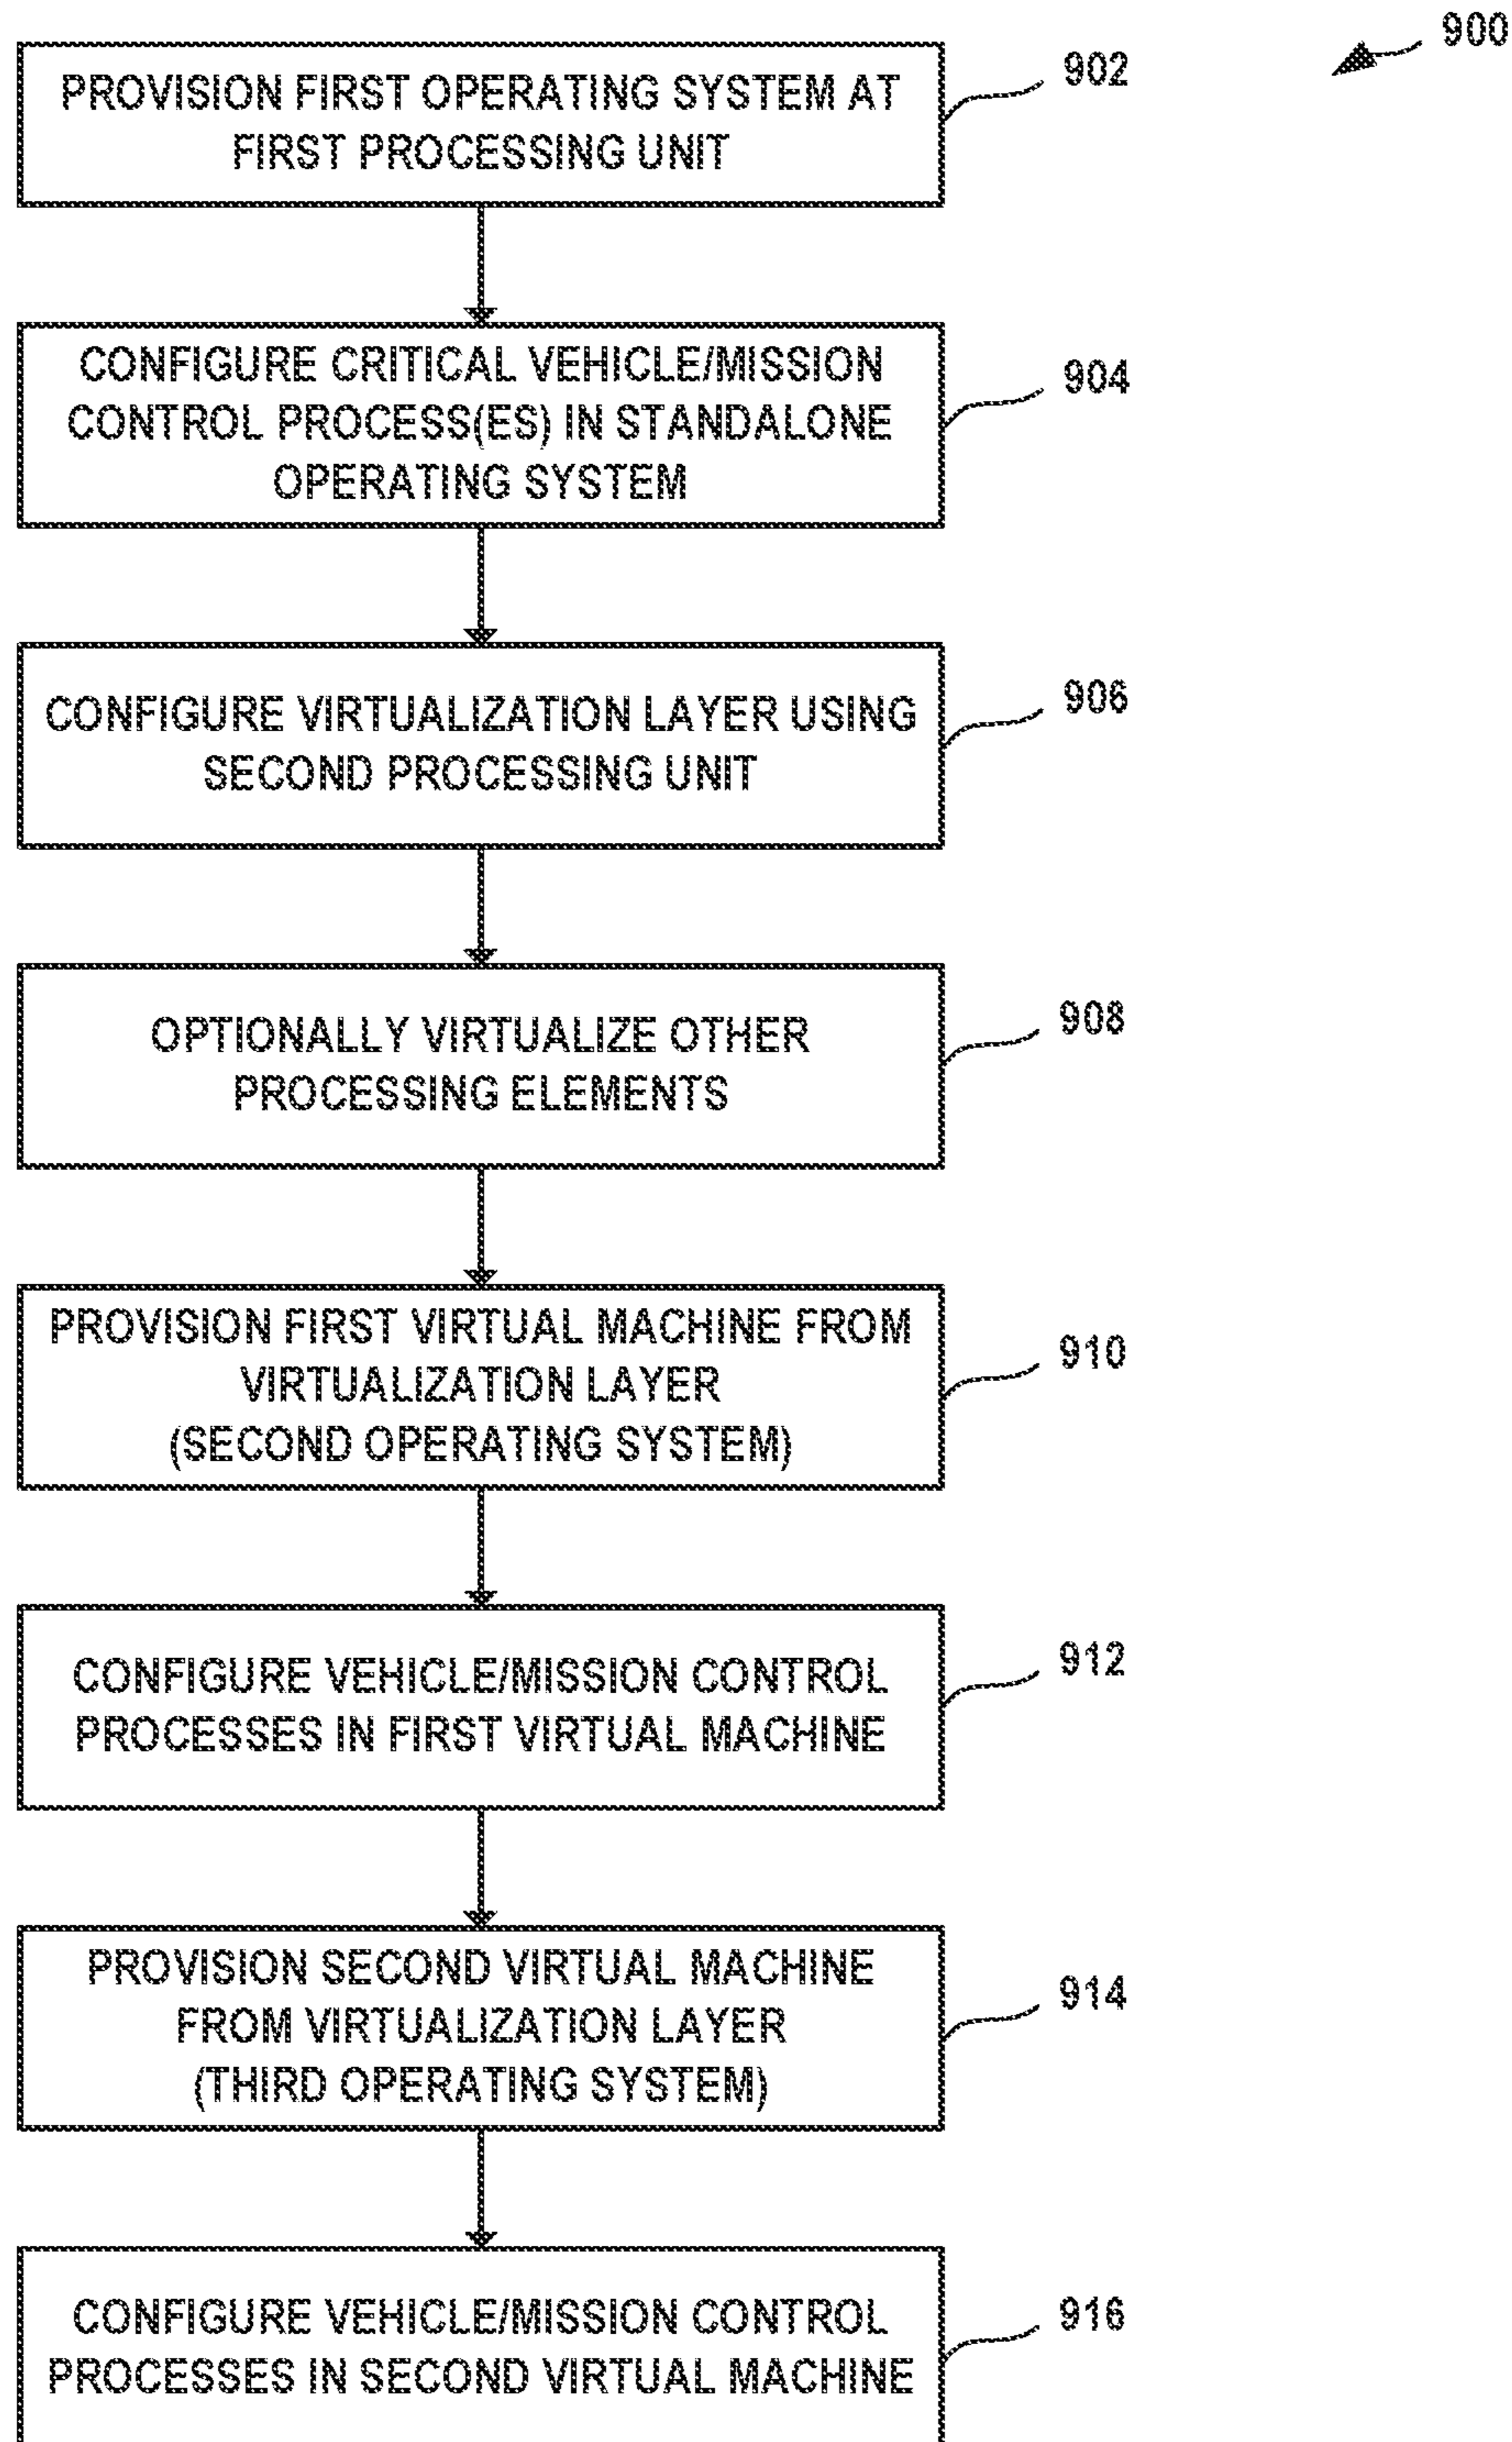 900
PROVISION FIRST OPERATING SYSTEM AT
FIRST PROCESSING UNIT
902
CONFIGURE CRITICAL VEHICLE/MISSION
CONTROL PROCESS(ES) IN STANDALONE
OPERATING SYSTEM
904
CONFIGURE VIRTUALIZATION LAYER USING
SECOND PROCESSING UNIT
906
OPTIONALLY VIRTUALIZE OTHER
PROCESSING ELEMENTS
908
PROVISION FIRST VIRTUAL MACHINE FROM
VIRTUALIZATION LAYER
(SECOND OPERATING SYSTEM)
910
CONFIGURE VEHICLE/MISSION CONTROL
PROCESSES IN FIRST VIRTUAL MACHINE
912
PROVISION SECOND VIRTUAL MACHINE
FROM VIRTUALIZATION LAYER
(THIRD OPERATING SYSTEM)
914
CONFIGURE VEHICLE/MISSION CONTROL
PROCESSES IN SECOND VIRTUAL MACHINE
916